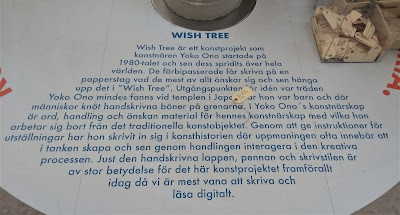 WISH TREE
Wish Tree är ett konstprojekt som
konstnären Yoko Ono startade på
1980-talet och sen dess spridits över hela
världen. De förbipasserade får skriva på en
papperstag vad de mest av allt önskar sig och sen hänga
upp det i "Wish Tree". Utgångspunkten i idén var träden
Yoko Ono mindes fanns vid templen i Japan när hon var barn och där
människor knöt handskrivna böner på grenarna. I Yoko Ono´s konstnärskap
är ord, handling och önskan material för hennes konstnärskap med vilka hon
arbetar sig bort från det traditionella konstobjektet. Genom att ge instruktioner får
utställningar har hon skrivit in sig i konsthistorien där uppmaningen ofta innebär att
i tanken skapa och sen genom handlingen interagera i den kreativa
processen. Just den handskrivna lappen, pennan och skrivstilen är
av stor betydelse för det här konstprojektet framförallt
idag då vi är mest vana att skriva och
läsa digitalt.